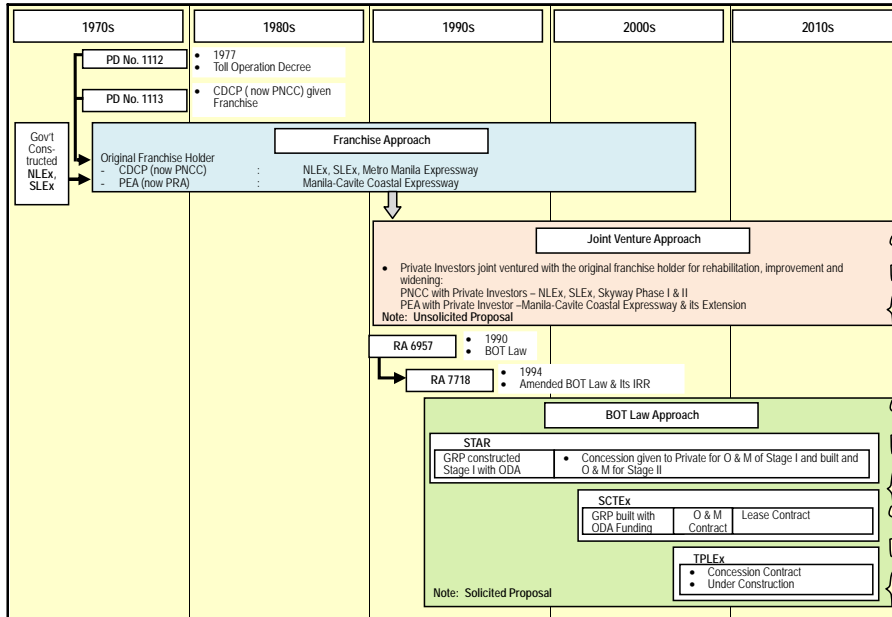 1970s
1980s
1990s
2000s
2010s
PD No. 1112
• 1977
• Toll Operation Decree
PD No. 1113
• CDCP ( now PNCC) given
Franchise
Gov't
Cons-
tructed
NLEx,
SLEx
Franchise Approach
Original Franchise Holder
- CDCP (now PNCC) : NLEx, SLEx, Metro Manila Expressway
- PEA (now PRA) : Manila-Cavite Coastal Expressway
Joint Venture Approach
• Private Investors joint ventured with the original franchise holder for rehabilitation, improvement and
widening:
PNCC with Private Investors – NLEx, SLEx, Skyway Phase I & II
PEA with Private Investor –Manila-Cavite Coastal Expressway & its Extension
Note: Unsolicited Proposal
RA 6957
• 1990
• BOT Law
RA 7718
• 1994
• Amended BOT Law & Its IRR
BOT Law Approach
STAR
GRP constructed
Stage I with ODA
• Concession given to Private for O & M of Stage I and built and
O & M for Stage II
SCTEx
GRP built with
ODA Funding
O & M
Contract
Lease Contract
TPLEx
• Concession Contract
• Under Construction
Note: Solicited Proposal